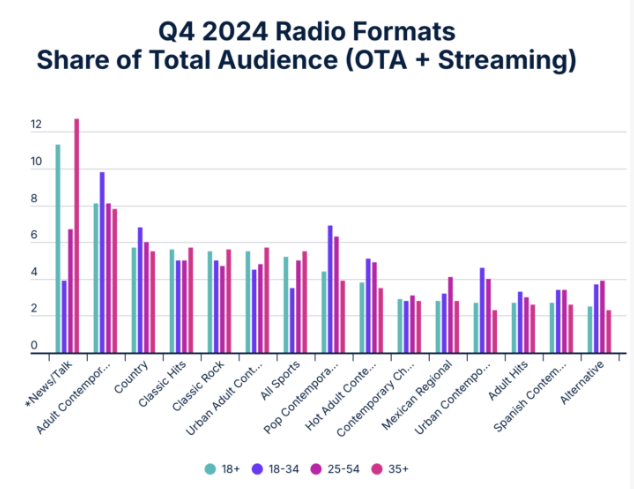 Q4 2024 Radio Formats
Share of Total Audience (OTA + Streaming)
12
10
8
6
4
2
0
*News/Talk
Adult Contempor...
Country
Classic Hits
Classic Rock
Urban Adult Cont...
All Sports
Pop Contempora...
Hot Adult Conte...
Contemporary Ch...
Mexican Regional
Urban Contempo...
Adult Hits
Spanish Contem...
Alternative
18+ 18-34 25-54 35+